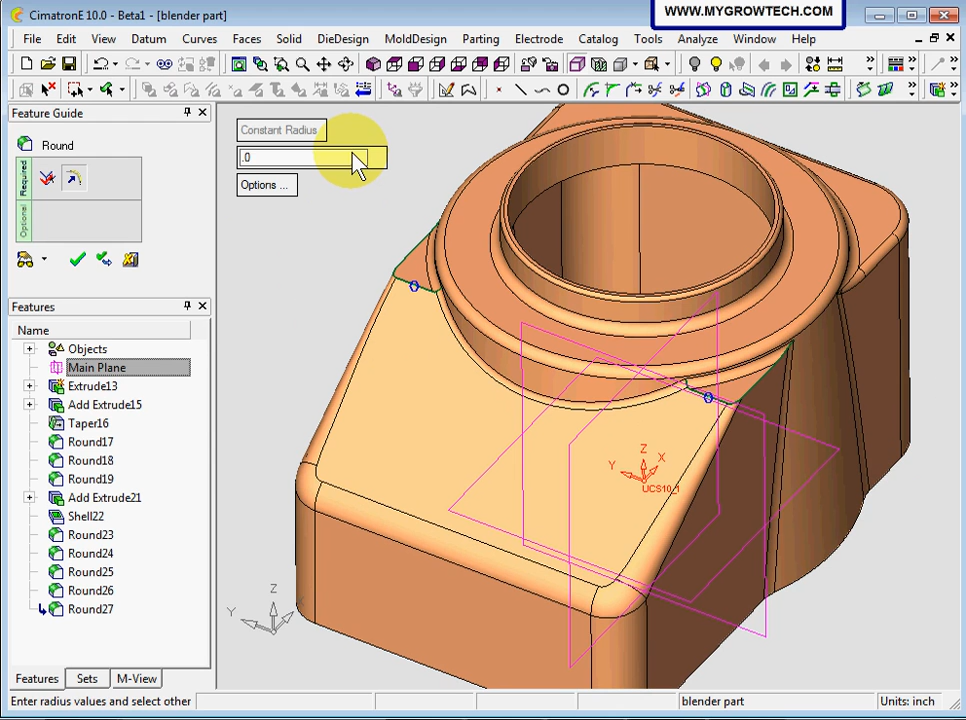 CimatronE 10.0 - Beta1 - [blender part]
WWW.MYGROWTECH.COM
File Edit View Datum Curves Faces Solid DieDesign MoldDesign Parting Electrode Catalog Tools Analyze Window Help
Feature Guide
Round
Required
Optional
Constant Radius
.0
Options ...
Features
Name
Objects
Main Plane
Extrude13
Add Extrude15
Taper16
Round17
Round18
Round19
Add Extrude21
Shell22
Round23
Round24
Round25
Round26
Round27
Z
X
Y
UCS10_1
Z
Y
Features Sets M-View
Enter radius values and select other
blender part
Units: inch